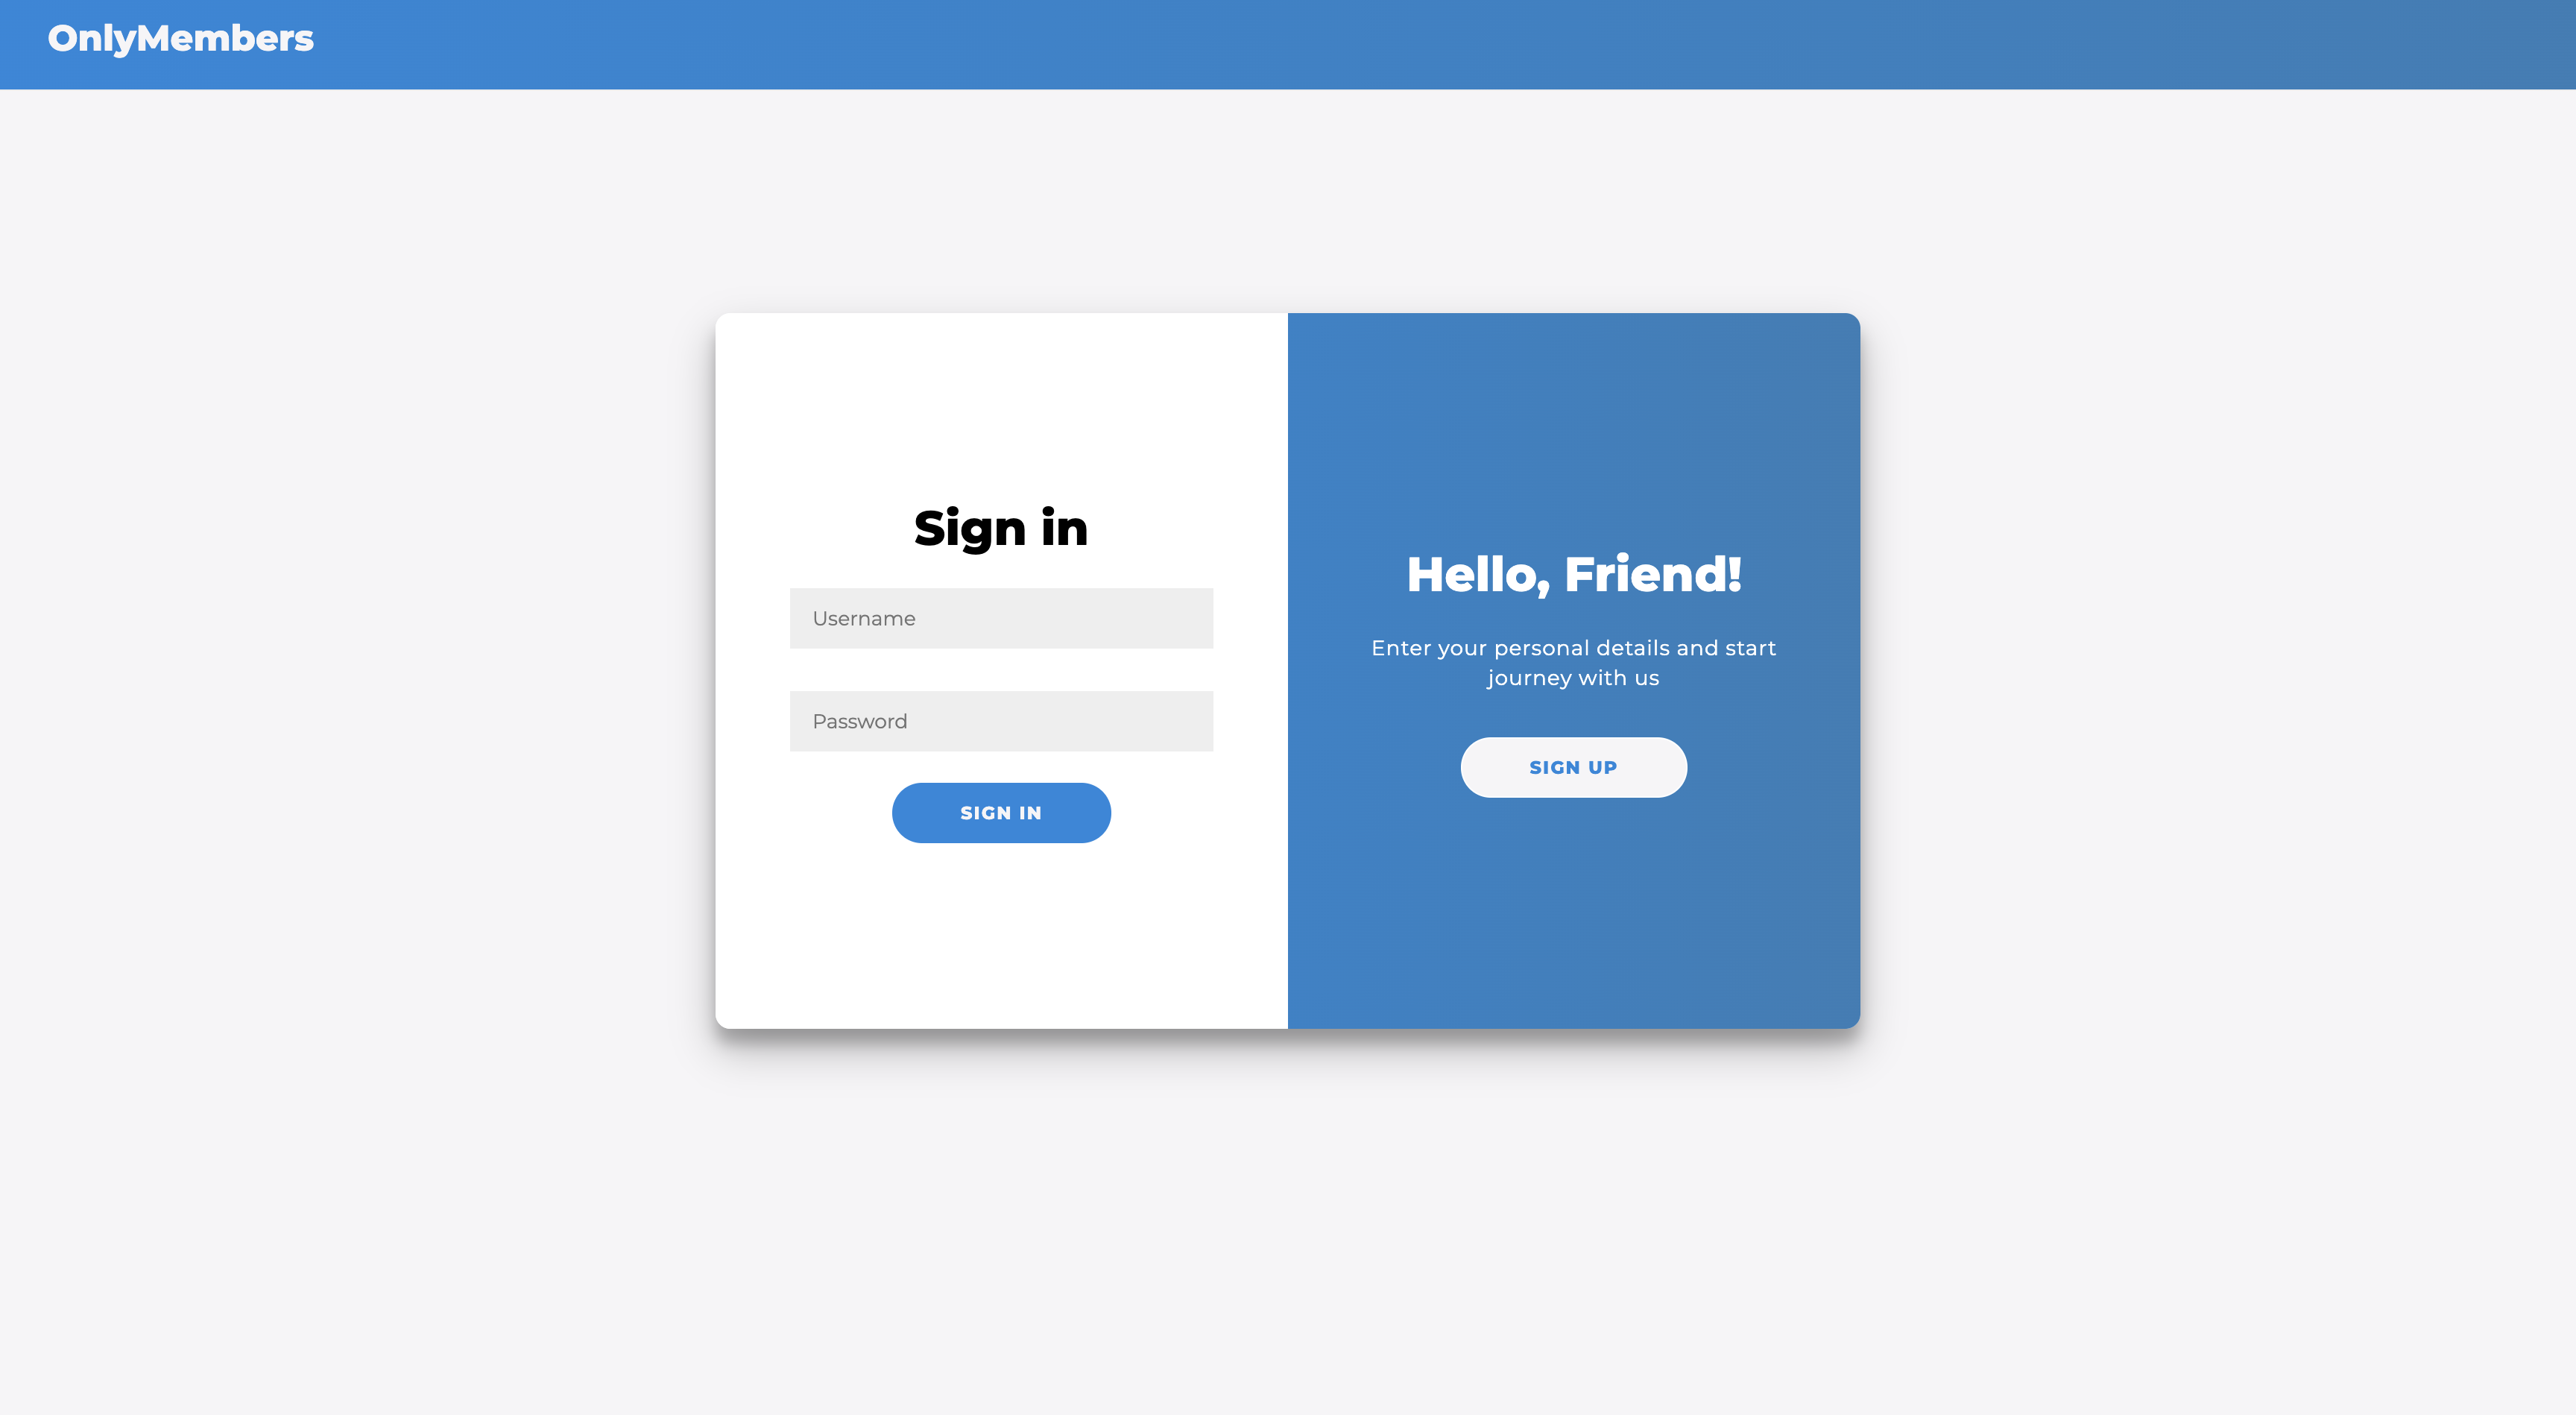 OnlyMembers
Sign in
Username
Password
SIGN IN
Hello, Friend!
Enter your personal details and start
journey with us
SIGN UP